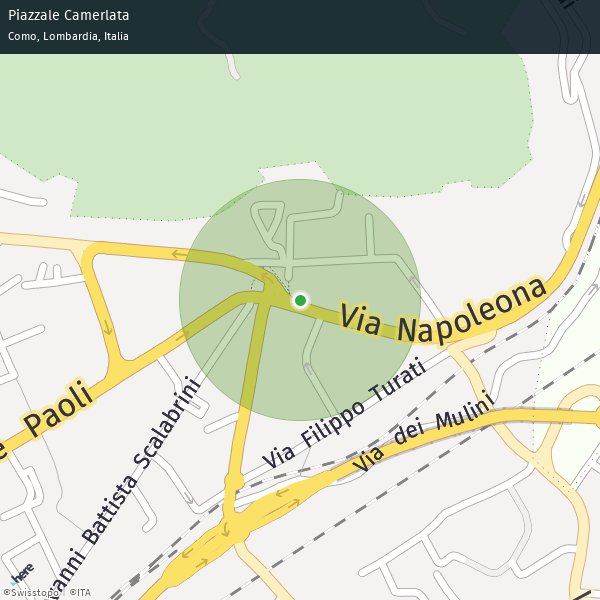 Piazzale Camerlata
Como, Lombardia, Italia
Via Napoleona
e Paoli
Via Filippo Turati
Via dei Mulini
anni Battista Scalabrini
here
©Swisstopo ©ITA